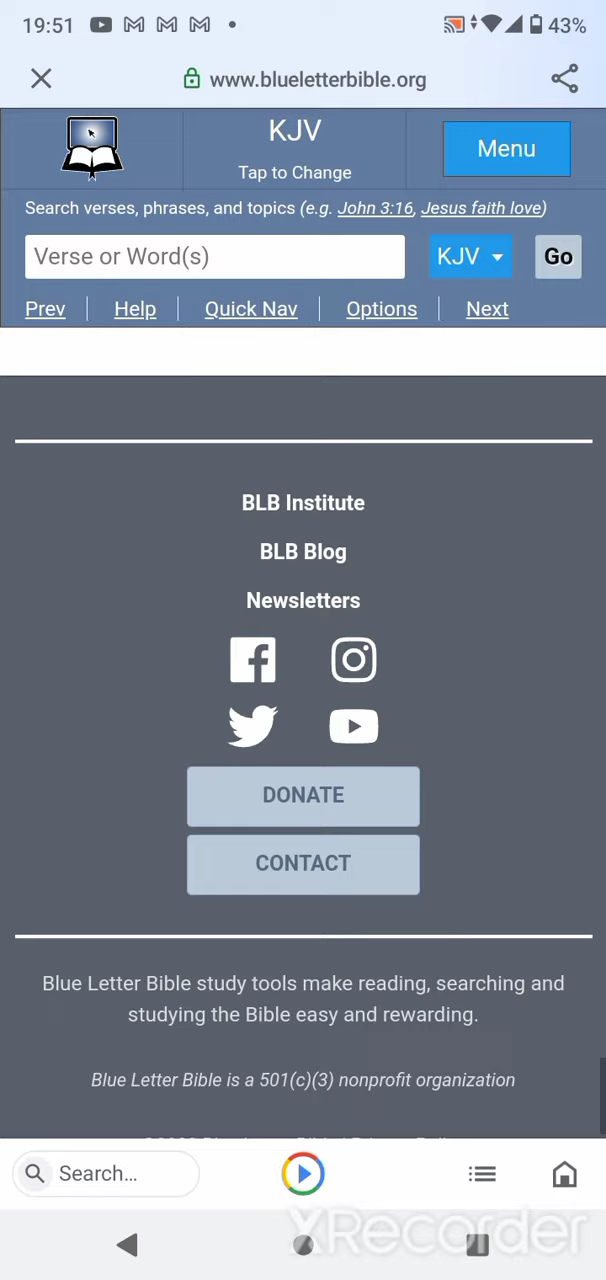 19:51 43%
www.blueletterbible.org
KJV
Tap to Change
Menu
Search verses, phrases, and topics (e.g. John 3:16, Jesus faith love)
Verse or Word(s) KJV Go
Prev Help Quick Nav Options Next
BLB Institute
BLB Blog
Newsletters
DONATE
CONTACT
Blue Letter Bible study tools make reading, searching and
studying the Bible easy and rewarding.
Blue Letter Bible is a 501(c)(3) nonprofit organization
Search...
XRecorder